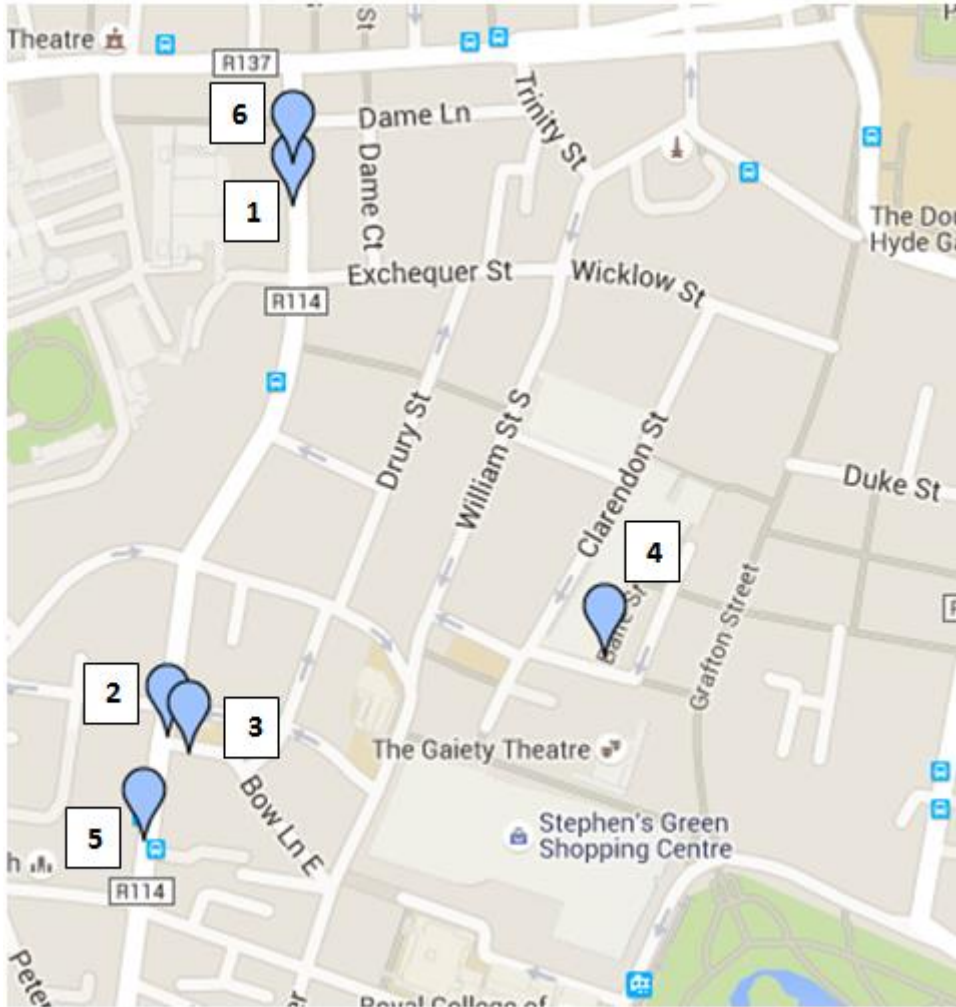 Theatre
St
R137
6
Dame Ln
Trinity St
1
Dame Ct
The Dou
Hyde Ga
Exchequer St
Wicklow St
R114
Drury St
William St S
Clarendon St
Duke St
4
Grafton Street
2
3
The Gaiety Theatre
Bow Ln E
5
Stephen's Green
Shopping Centre
h
R114
Peter
Royal College of